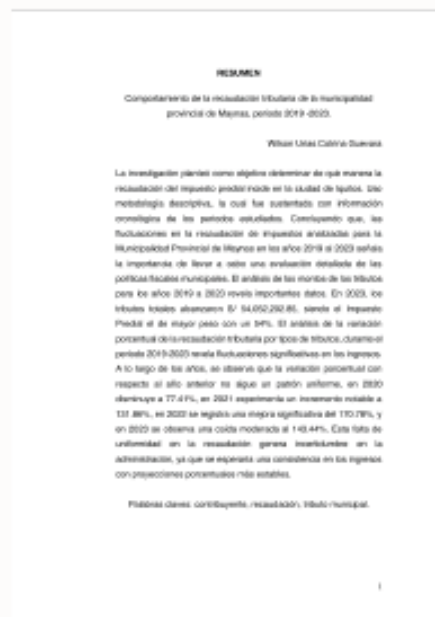 RESUMEN
Comportamiento de la recaudación tributaria de la municipalidad
provincial de Maynas, periodo 2019 -2023.
Wilson Urias Cabrera Guevara
La investigación planteó como objetivo determinar de qué manera la
recaudación del impuesto predial incide en la ciudad de Iquitos. Uso
metodología descriptiva, la cual fue sustentada con información
cronológica de los periodos estudiados. Concluyendo que, las
fluctuaciones en la recaudación de impuestos analizadas para la
Municipalidad Provincial de Maynas en los años 2019 al 2023 señala
la importancia de llevar a cabo una evaluación detallada de las
políticas fiscales municipales. El análisis de los montos de los tributos
para los años 2019 a 2023 revela importantes datos. En 2023, los
tributos totales alcanzaron S/ 54,052,292.85, siendo el Impuesto
Predial el de mayor peso con un 54%. El análisis de la variación
porcentual de la recaudación tributaria por tipos de tributos, durante el
periodo 2019-2023 revela fluctuaciones significativas en los ingresos.
A lo largo de los años, se observa que la variación porcentual con
respecto al año anterior no sigue un patrón uniforme, en 2020
disminuye a 77.41%, en 2021 experimenta un incremento notable a
131.86%, en 2022 se registra una mejora significativa del 170.78%, y
en 2023 se observa una caída moderada al 143.44%. Esta falta de
uniformidad en la recaudación genera incertidumbre en la
administración, ya que se esperaría una consistencia en los ingresos
con proyecciones porcentuales más estables.
Palabras claves: contribuyente, recaudación, tributo municipal.